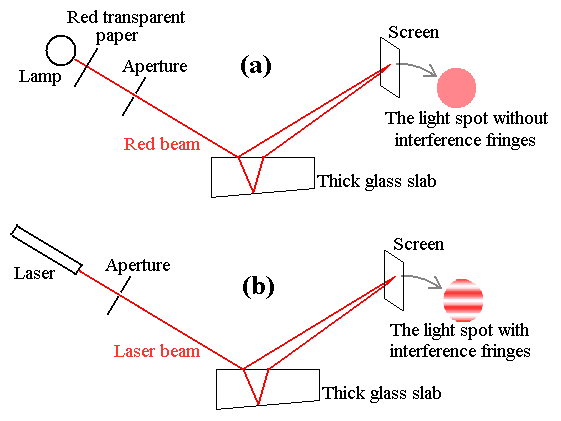 Red transparent
paper
Lamp
Aperture
(a)
Screen
Red beam
The light spot without
interference fringes
Thick glass slab
Laser
Aperture
(b)
Screen
Laser beam
The light spot with
interference fringes
Thick glass slab